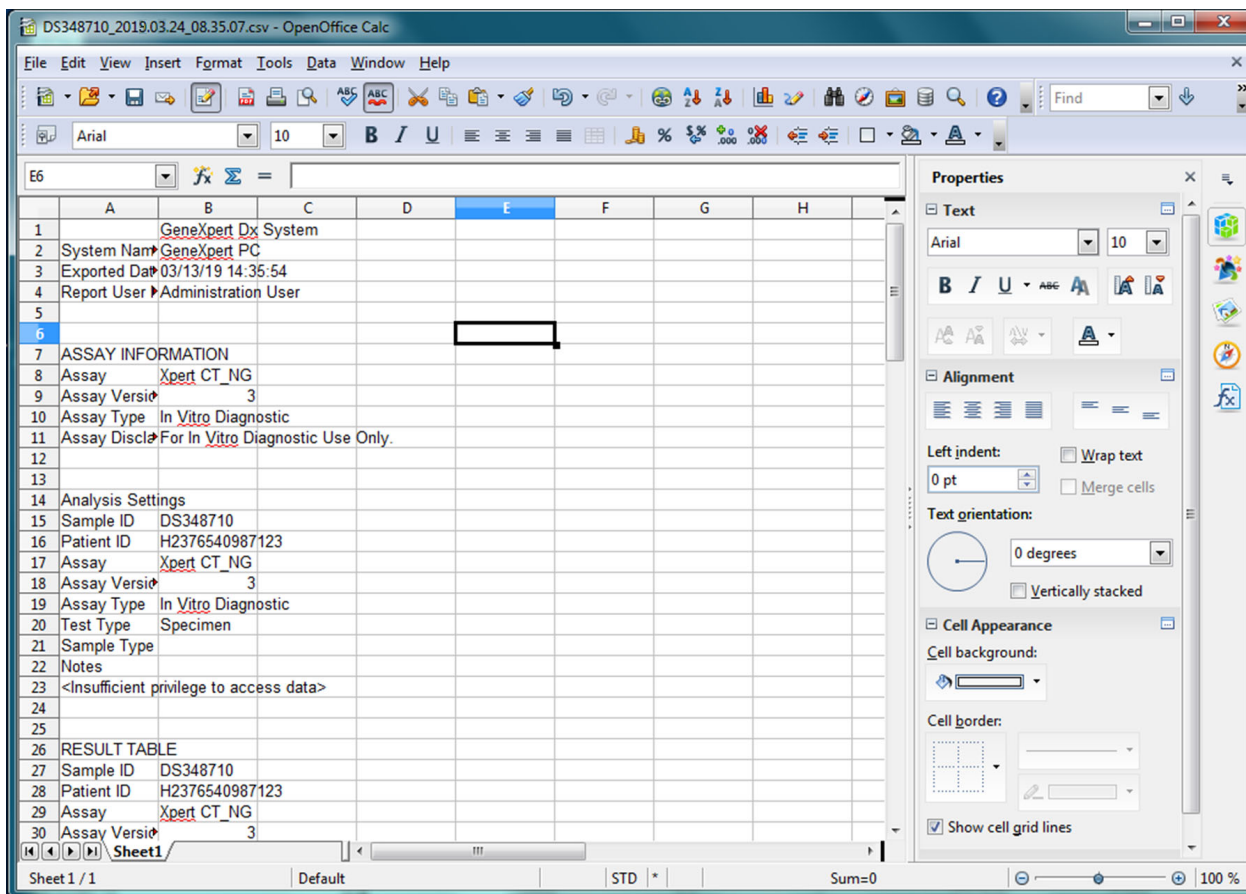 DS348710_2019.03.24_08.35.07.csv - OpenOffice Calc
File Edit View Insert Format Tools Data Window Help
Find
Arial 10 B I U
E6
A B C D E F G H
1 GeneXpert Dx System
2 System Nam GeneXpert PC
3 Exported Dat 03/13/19 14:35:54
4 Report User Administration User
5
6
7 ASSAY INFORMATION
8 Assay Xpert CT_NG
9 Assay Versio 3
10 Assay Type In Vitro Diagnostic
11 Assay Discla For In Vitro Diagnostic Use Only.
12
13
14 Analysis Settings
15 Sample ID DS348710
16 Patient ID H2376540987123
17 Assay Xpert CT_NG
18 Assay Versio 3
19 Assay Type In Vitro Diagnostic
20 Test Type Specimen
21 Sample Type
22 Notes
23 <Insufficient privilege to access data>
24
25
26 RESULT TABLE
27 Sample ID DS348710
28 Patient ID H2376540987123
29 Assay Xpert CT_NG
30 Assay Versio 3
Sheet1
Sheet 1 / 1 Default STD * Sum=0 100 %
Properties
Text
Arial 10
B I U ABC
Alignment
Left indent:
Wrap text
0 pt
Merge cells
Text orientation:
0 degrees
Vertically stacked
Cell Appearance
Cell background:
Cell border:
Show cell grid lines